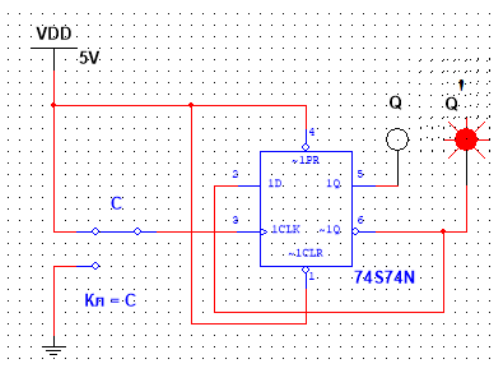 VDD
5V
Q
'
Q
4
~1PR
2
1D
1Q
5
C
3
1CLK
~1Q
6
~1CLR
1
74S74N
Кл = C